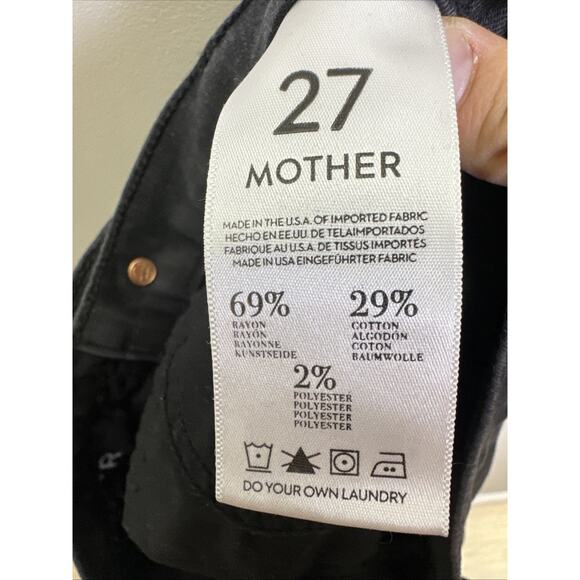 27
MOTHER
MADE IN THE U.S.A. OF IMPORTED FABRIC
HECHO EN EE.UU. DE TELAIMPORTADOS
FABRIQUE AU U.S.A. DE TISSUS IMPORTÉS
MADE IN USA EINGEFÜHRTER FABRIC
69% 29%
RAYON COTTON
RAYÓN ALGODÓN
RAYONNE COTON
KUNSTSEIDE BAUMWOLLE
2%
POLYESTER
POLYESTER
POLYESTER
POLYESTER
DO YOUR OWN LAUNDRY
R